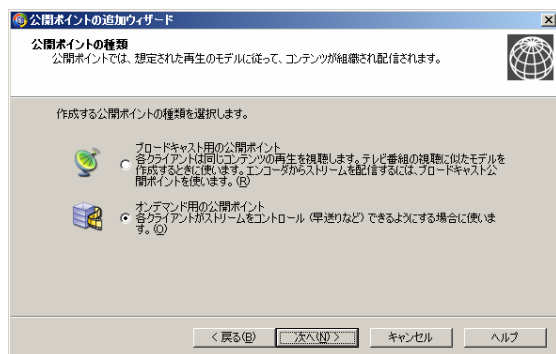 公開ポイントの追加ウィザード
公開ポイントの種類
公開ポイントでは、想定された再生のモデルに従って、コンテンツが組織され配信されます。
作成する公開ポイントの種類を選択します。
ブロードキャスト用の公開ポイント
各クライアントは同じコンテンツの再生を視聴します。テレビ番組の視聴に似たモデルを
作成するときに使います。エンコーダからストリームを配信するには、ブロードキャスト公
開ポイントを使います。(R)
オンデマンド用の公開ポイント
各クライアントがストリームをコントロール (早送りなど) できるようにする場合に使いま
す。(O)
< 戻る(B)
次へ(N) >
キャンセル
ヘルプ